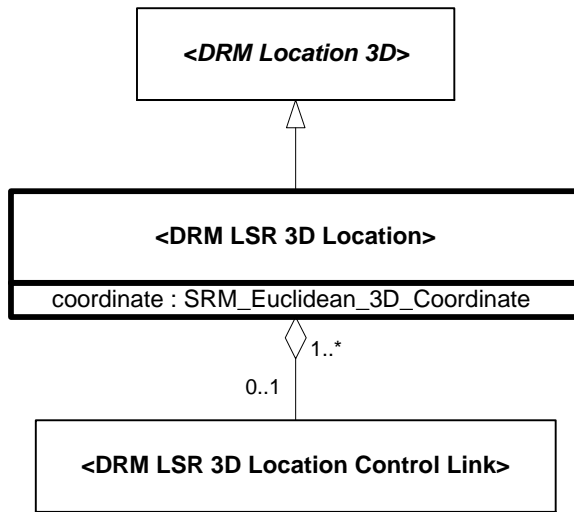 <DRM Location 3D>
<DRM LSR 3D Location>
coordinate : SRM_Euclidean_3D_Coordinate
1..*
0..1
<DRM LSR 3D Location Control Link>